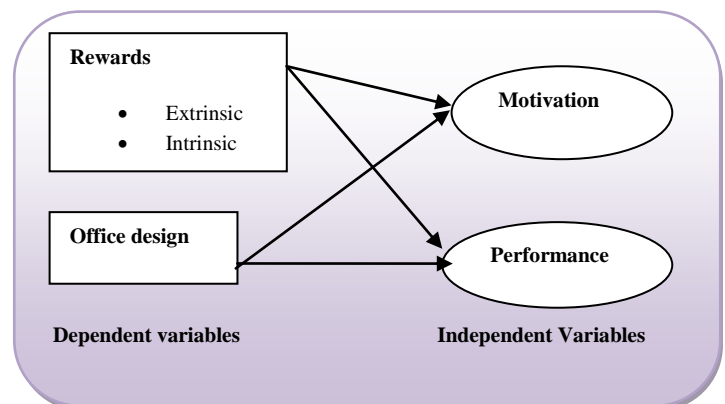 Rewards
• Extrinsic
• Intrinsic
Motivation
Office design
Performance
Dependent variables
Independent Variables